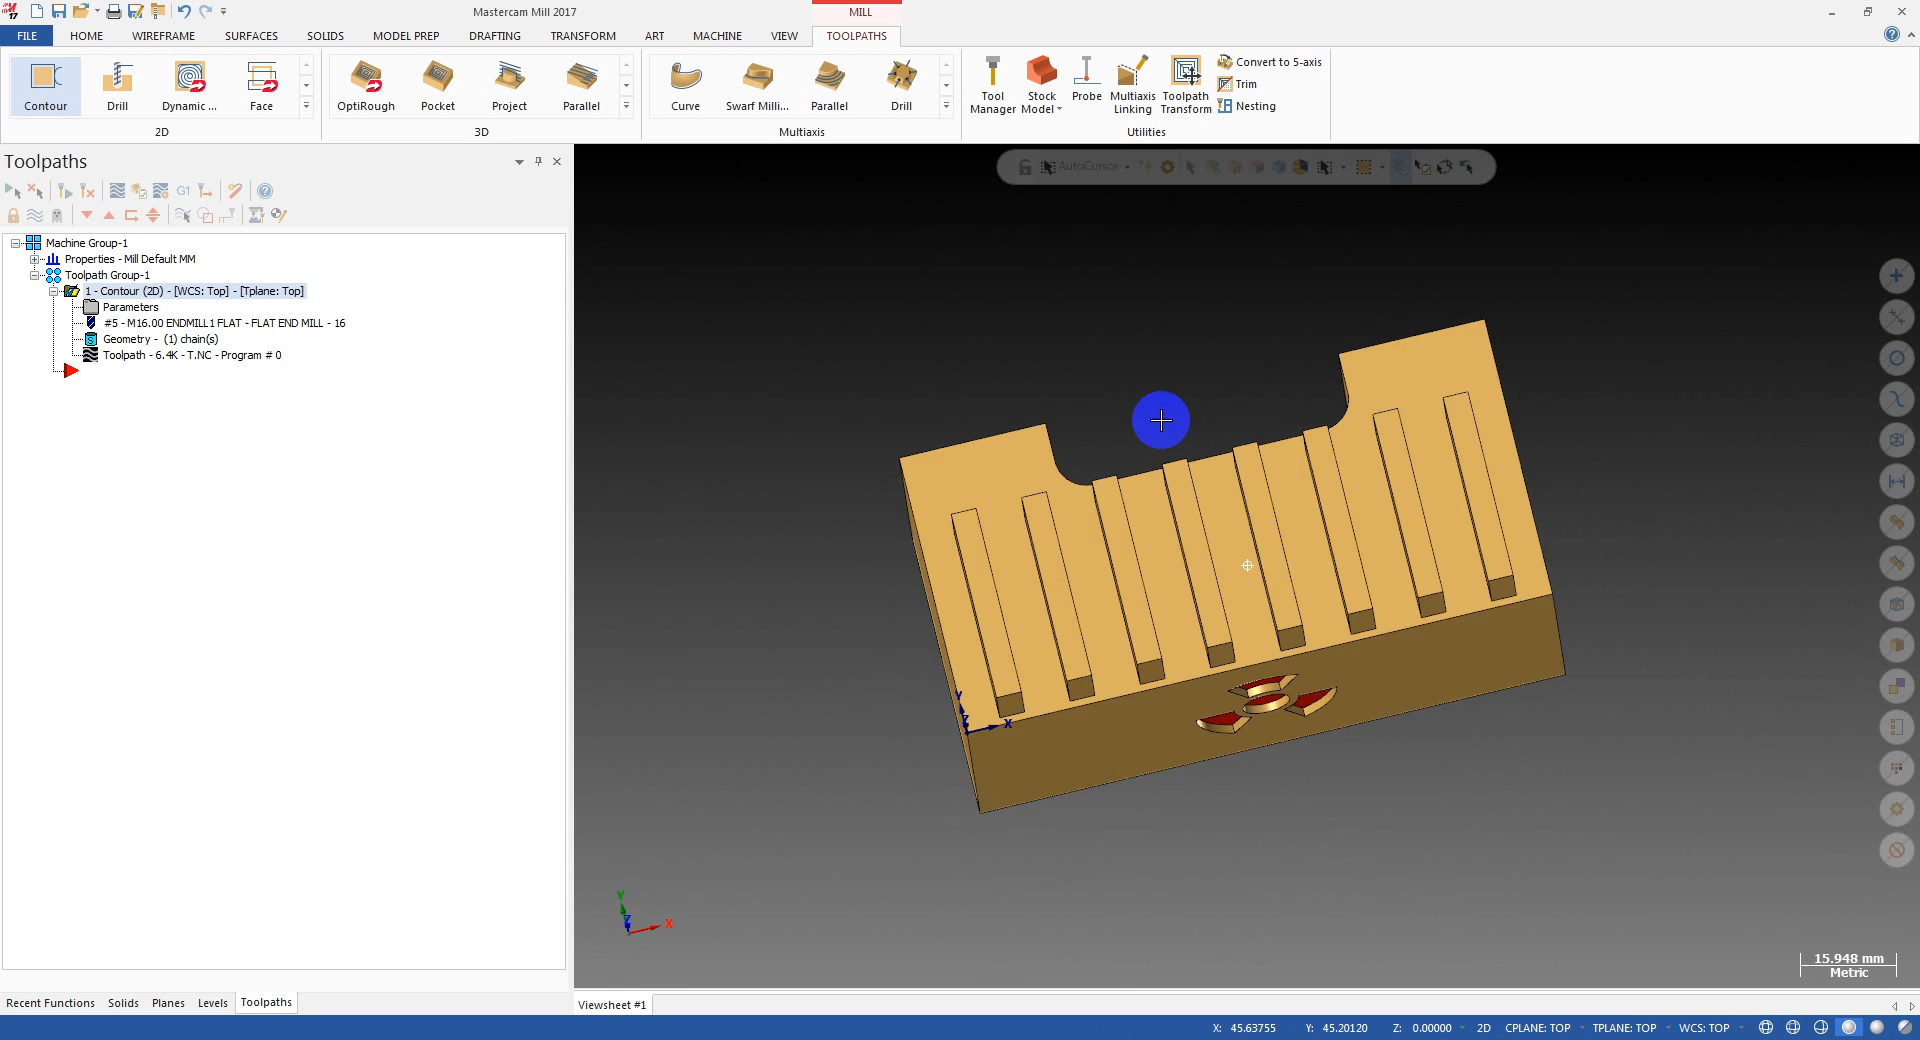 17
Mastercam Mill 2017
MILL
FILE
HOME
WIREFRAME
SURFACES
SOLIDS
MODEL PREP
DRAFTING
TRANSFORM
ART
MACHINE
VIEW
TOOLPATHS
Contour
Drill
Dynamic ...
Face
2D
OptiRough
Pocket
Project
Parallel
3D
Curve
Swarf Milli...
Parallel
Drill
Multiaxis
Tool
Manager
Stock
Model
Probe
Multiaxis
Linking
Toolpath
Transform
Convert to 5-axis
Trim
Nesting
Utilities
Toolpaths
G1
AutoCursor
Machine Group-1
Properties - Mill Default MM
Toolpath Group-1
1 - Contour (2D) - [WCS: Top] - [Tplane: Top]
Parameters
#5 - M16.00 ENDMILL1 FLAT - FLAT END MILL - 16
Geometry - (1) chain(s)
Toolpath - 6.4K - T.NC - Program # 0
Y
Z
X
Y
Z
X
15.948 mm
Metric
Recent Functions
Solids
Planes
Levels
Toolpaths
Viewsheet #1
X: 45.63755
Y: 45.20120
Z: 0.00000
2D
CPLANE: TOP
TPLANE: TOP
WCS: TOP